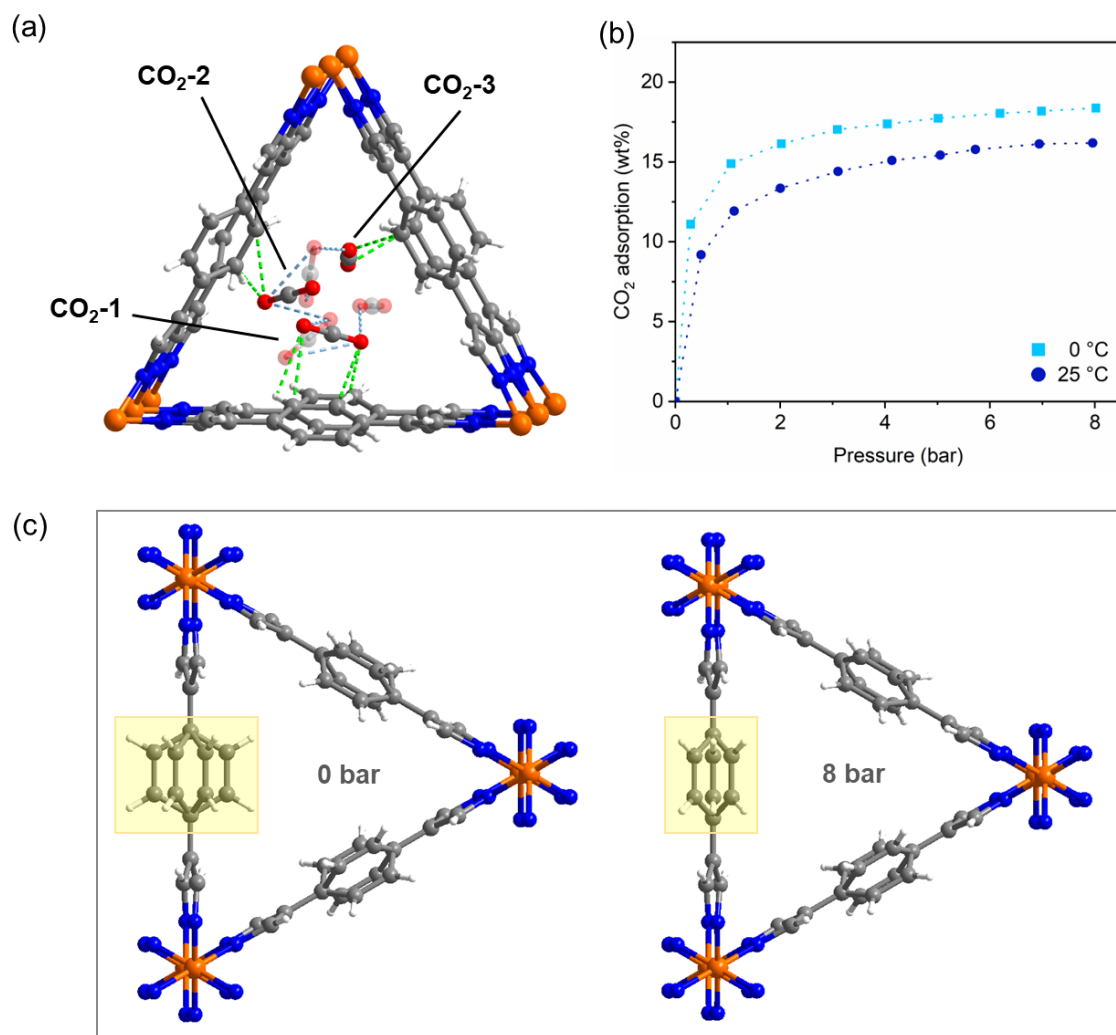 (a)
CO₂-2
CO₂-3
CO₂-1
(b)
CO₂ adsorption (wt%)
20
15
10
5
0
0 °C
25 °C
0 2 4 6 8
Pressure (bar)
(c)
0 bar
8 bar